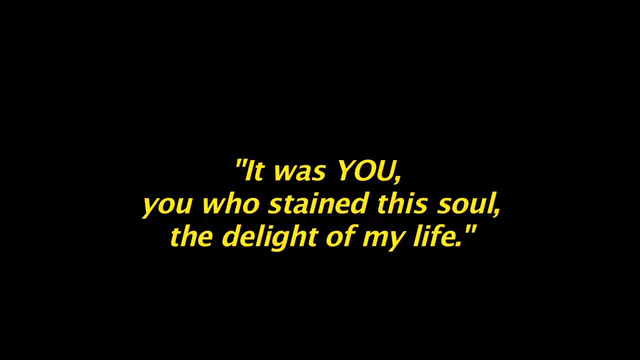 "It was YOU,
you who stained this soul,
the delight of my life."